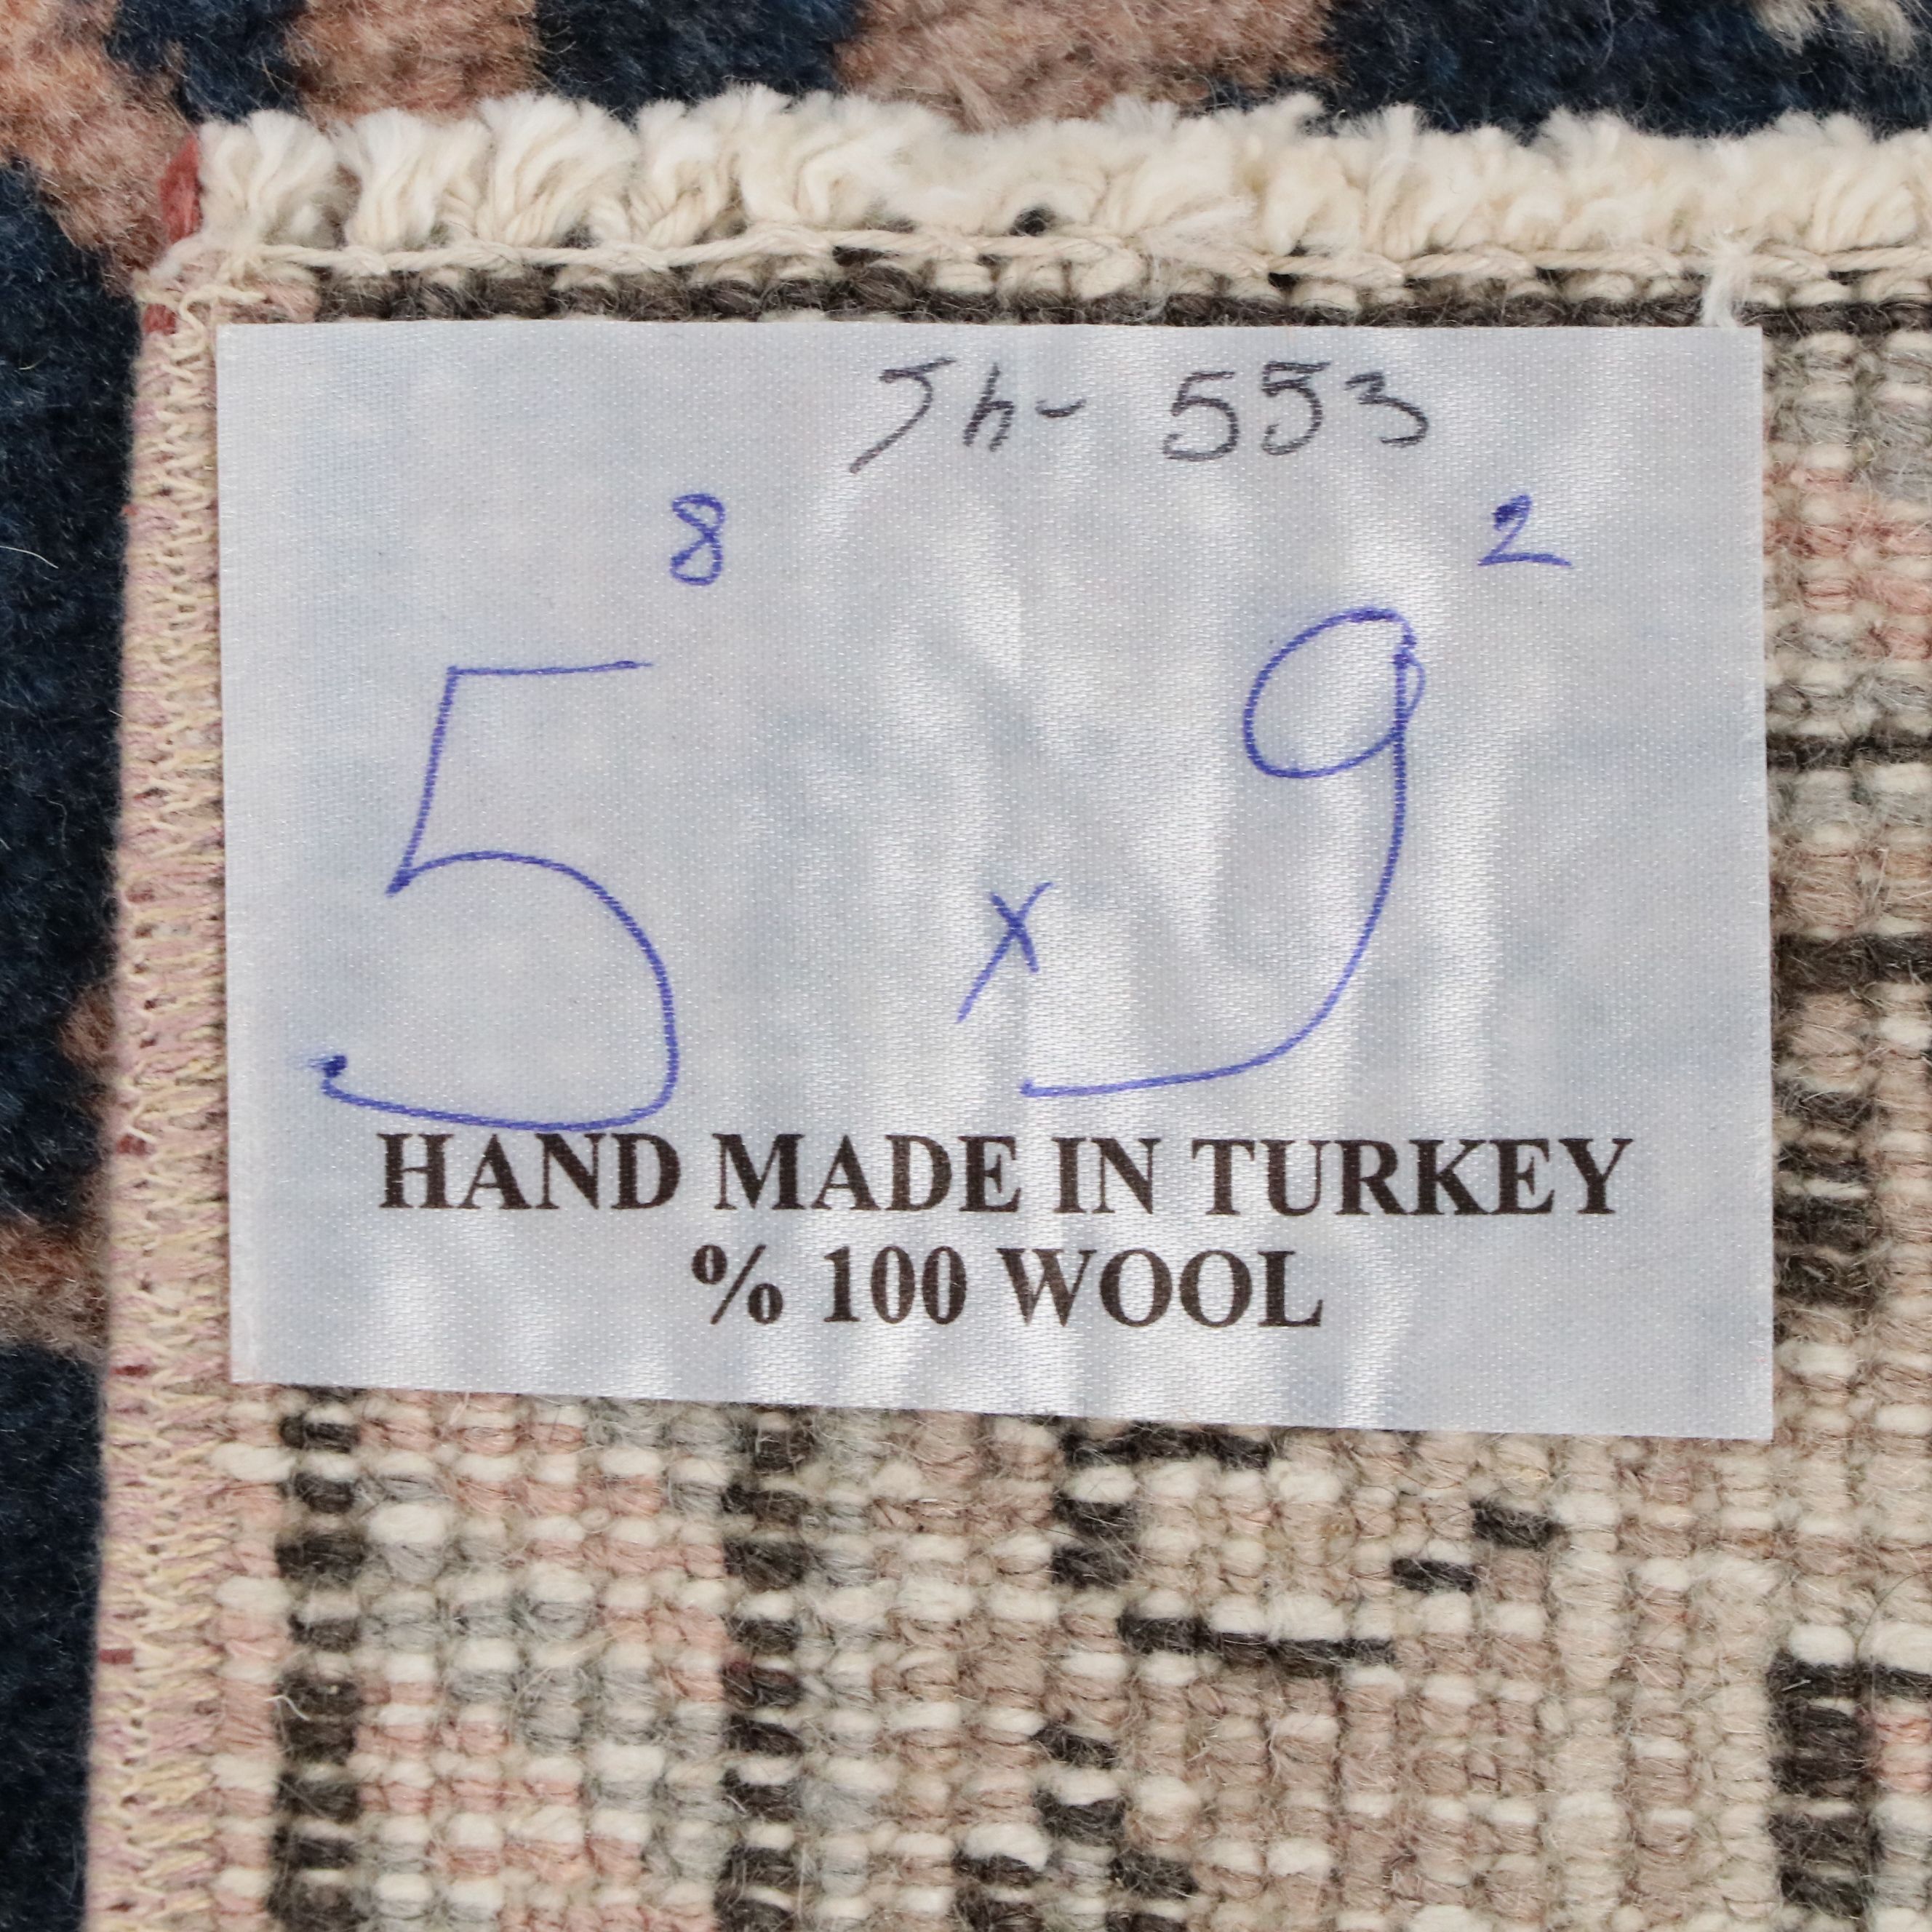 Jh- 553
8 2
5 x 9
HAND MADE IN TURKEY
% 100 WOOL